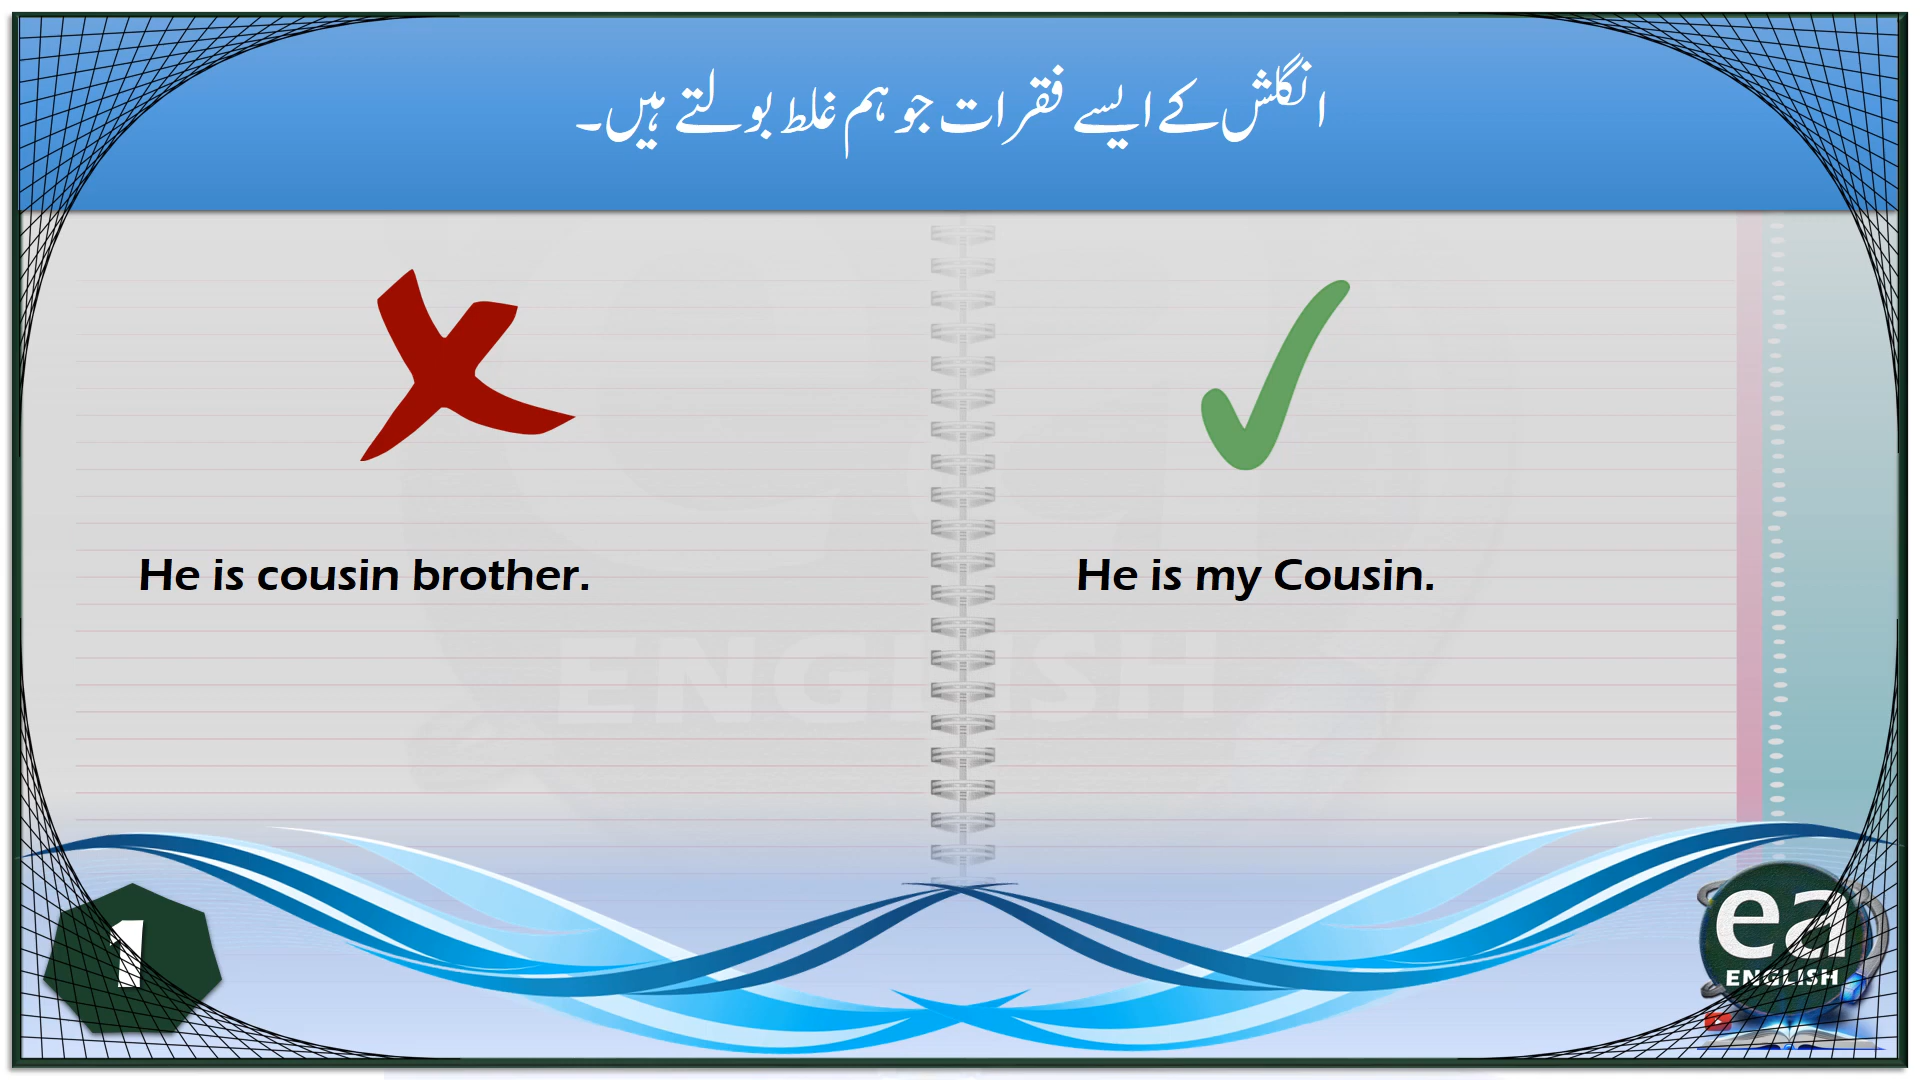 انگلش کے ایسے فقرات جو ہم غلط بولتے ہیں۔
He is cousin brother.
He is my Cousin.
ENGLISH
1
ea
ENGLISH